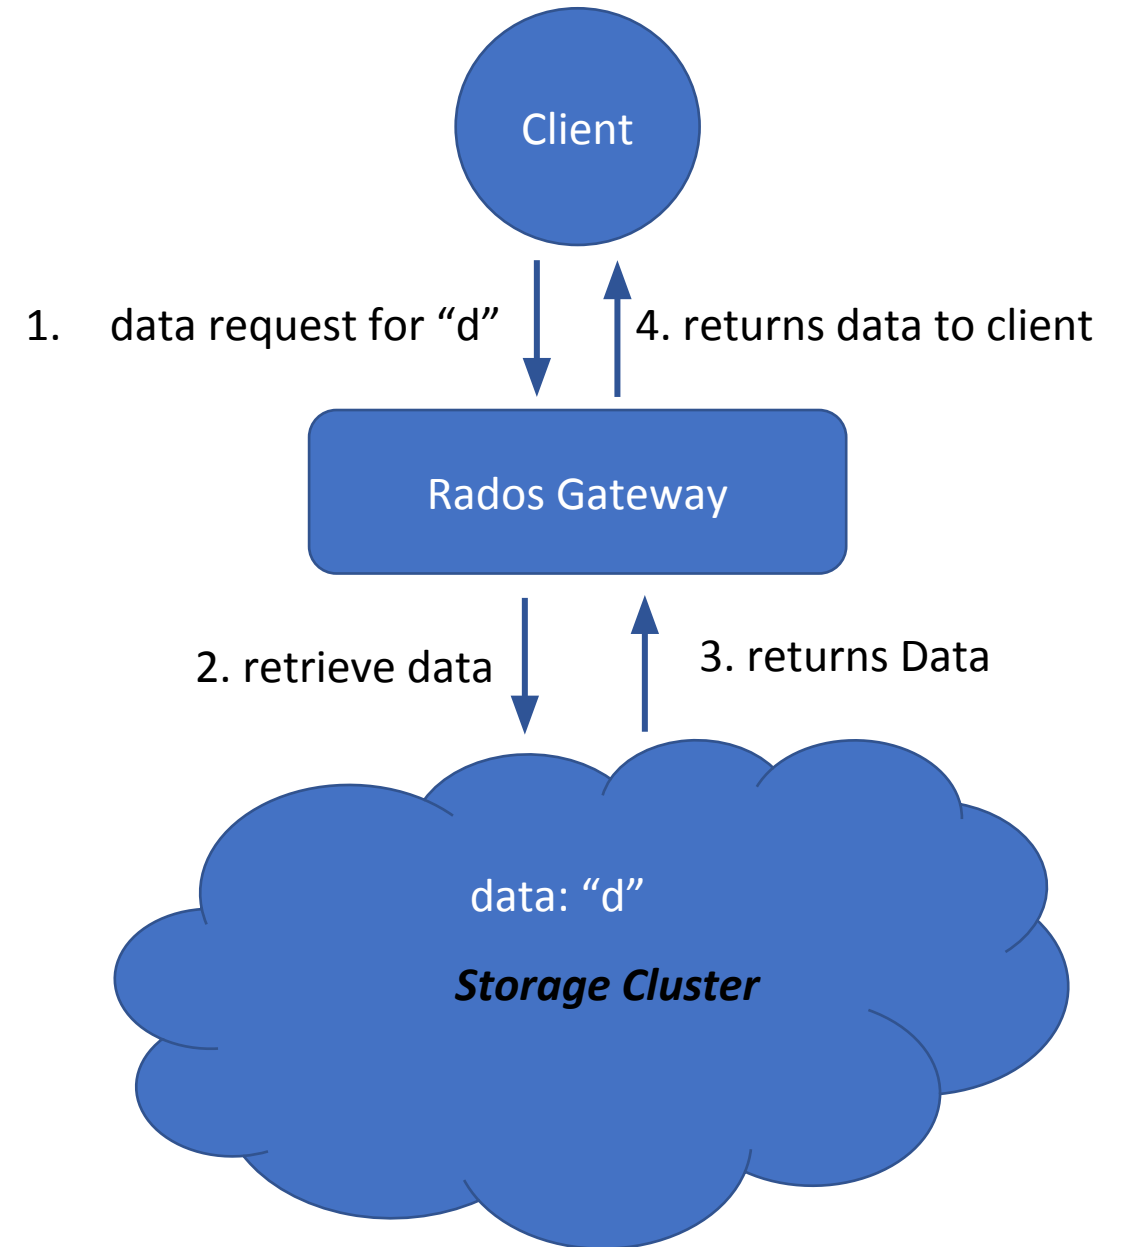 Client
1. data request for “d”
4. returns data to client
Rados Gateway
2. retrieve data
3. returns Data
data: “d”
Storage Cluster